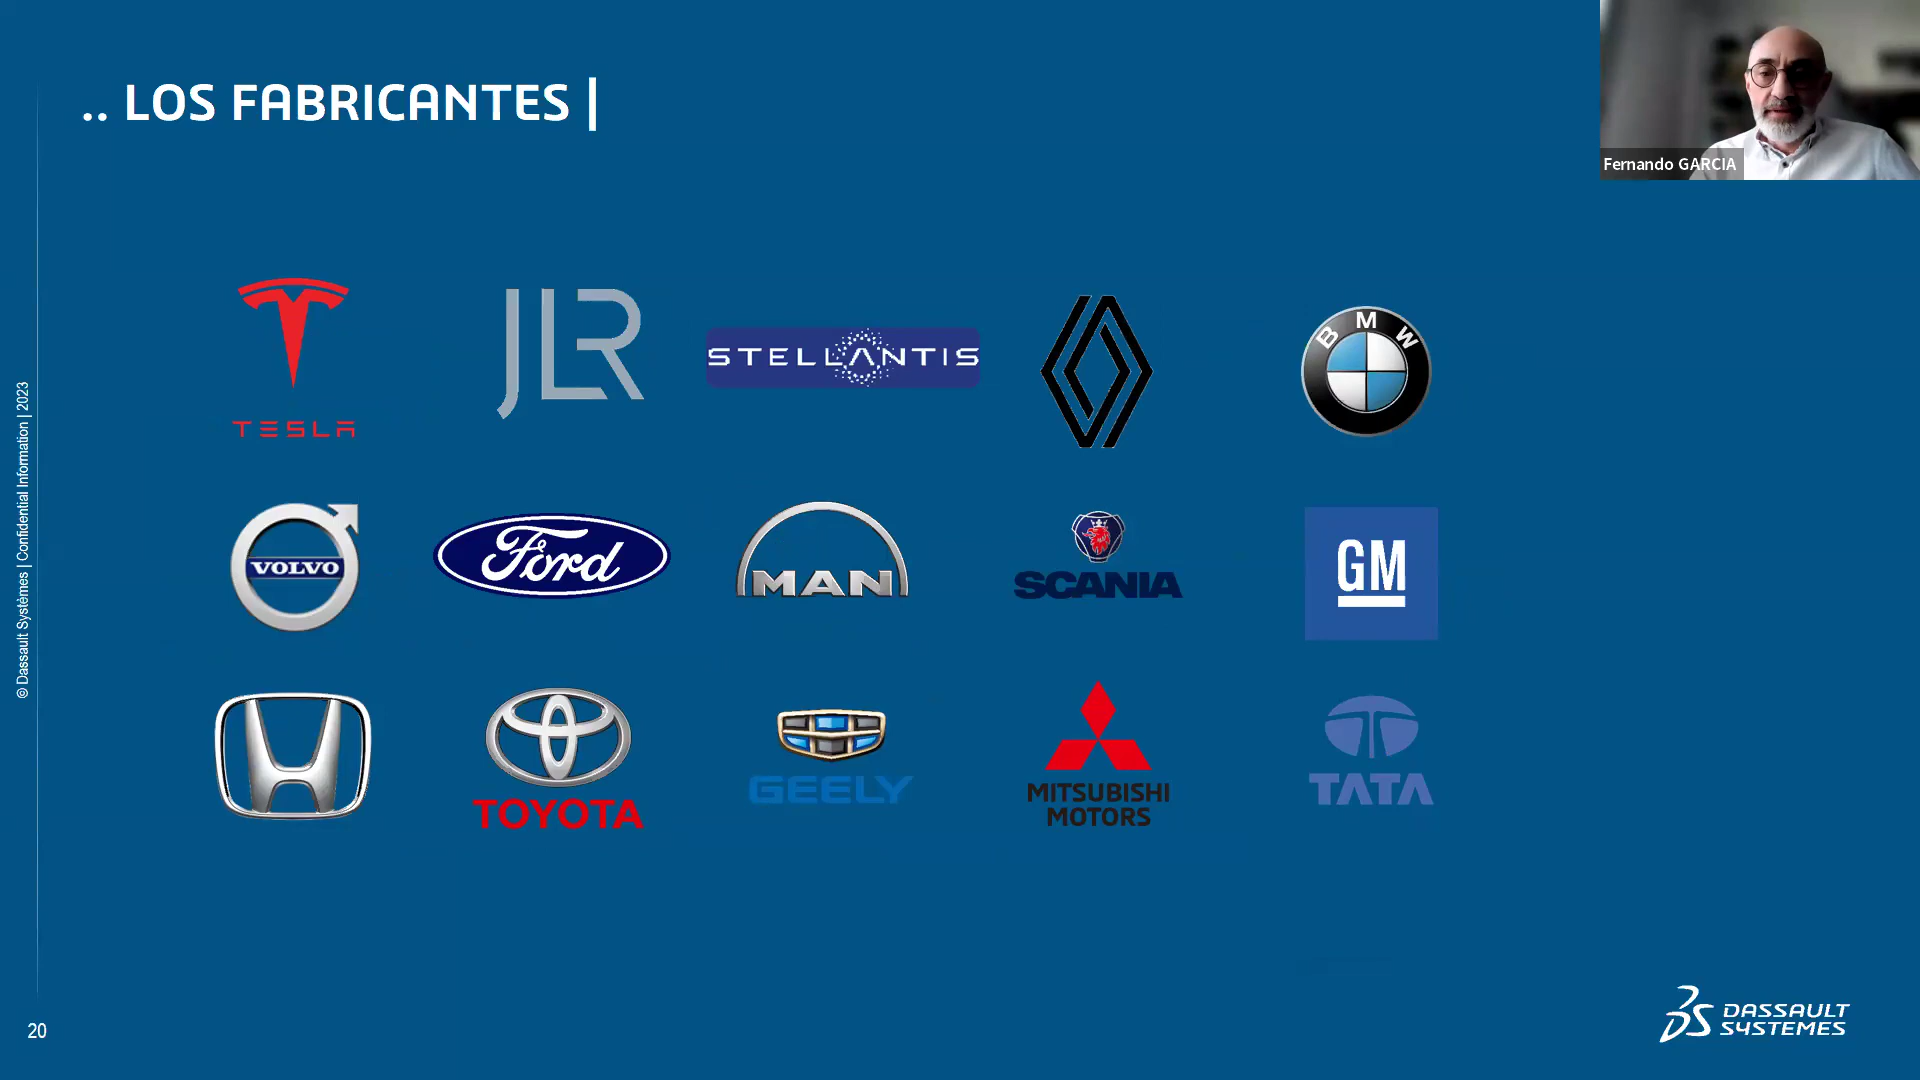 .. LOS FABRICANTES |
Fernando GARCIA
TESLA
JLR
STELLANTIS
BMW
VOLVO
Ford
MAN
SCANIA
GM
TOYOTA
GEELY
MITSUBISHI
MOTORS
TATA
© Dassault Systèmes | Confidential Information | 2023
20
DASSAULT
SYSTEMES